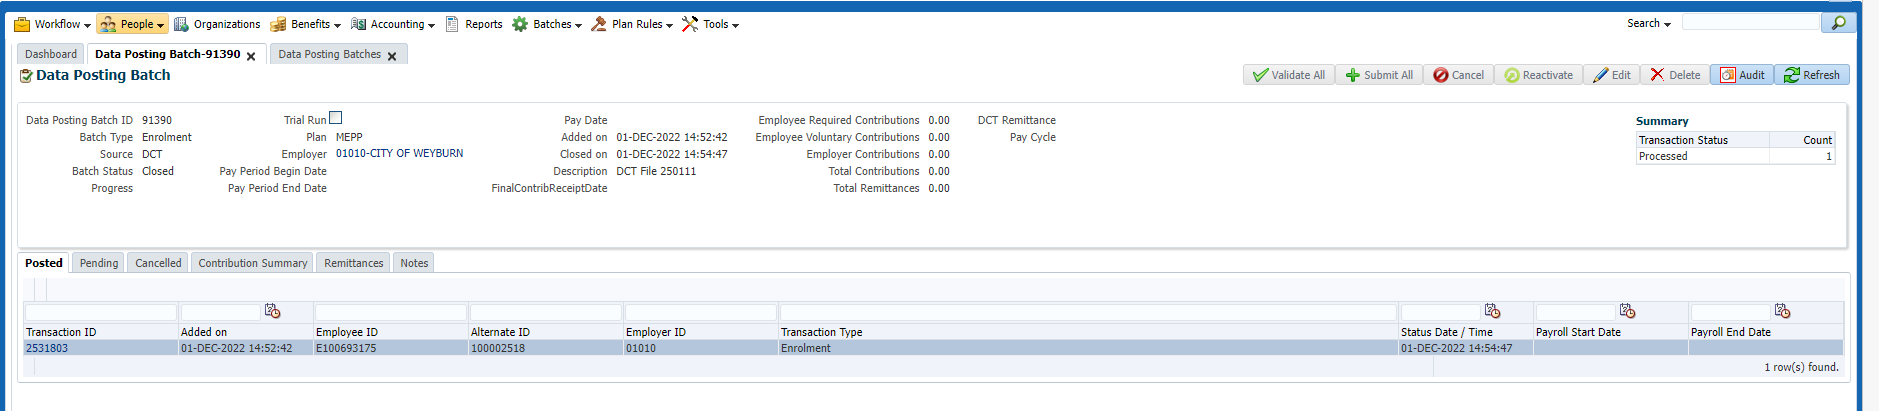 Workflow People Organizations Benefits Accounting Reports Batches Plan Rules Tools Search
Dashboard Data Posting Batch-91390 Data Posting Batches
Data Posting Batch Validate All Submit All Cancel Reactivate Edit Delete Audit Refresh
Data Posting Batch ID 91390 Trial Run Pay Date Employee Required Contributions 0.00 DCT Remittance Summary
Batch Type Enrolment Plan MEPP Added on 01-DEC-2022 14:52:42 Employee Voluntary Contributions 0.00 Pay Cycle Transaction Status Count
Source DCT Employer 01010-CITY OF WEYBURN Closed on 01-DEC-2022 14:54:47 Employer Contributions 0.00 Processed 1
Batch Status Closed Pay Period Begin Date Description DCT File 250111 Total Contributions 0.00
Progress Pay Period End Date FinalContribReceiptDate Total Remittances 0.00
Posted Pending Cancelled Contribution Summary Remittances Notes
Transaction ID Added on Employee ID Alternate ID Employer ID Transaction Type Status Date / Time Payroll Start Date Payroll End Date
2531803 01-DEC-2022 14:52:42 E100693175 100002518 01010 Enrolment 01-DEC-2022 14:54:47
1 row(s) found.